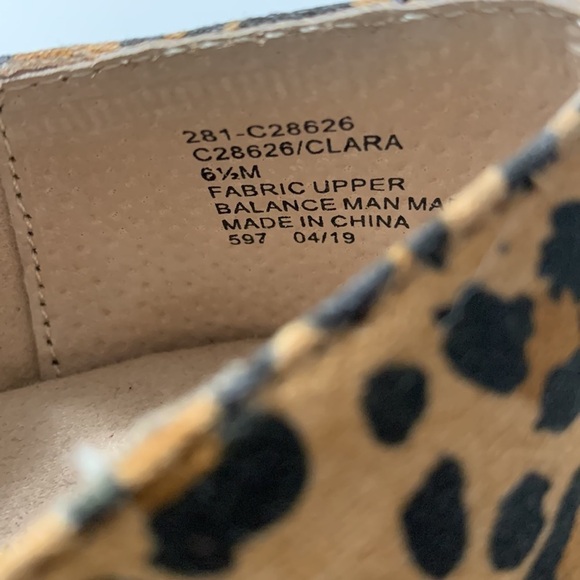 281-C28626
C28626/CLARA
6½M
FABRIC UPPER
BALANCE MAN
MADE IN CHINA
597 04/19